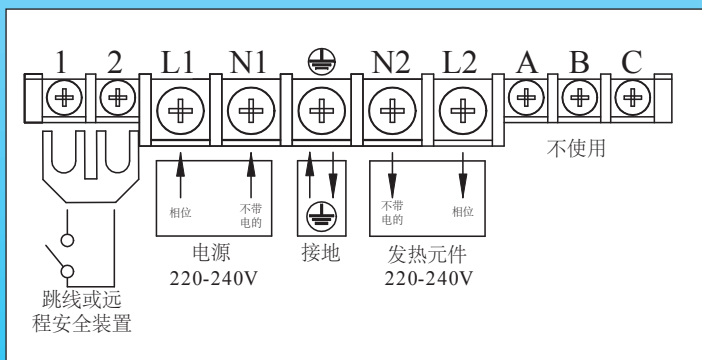 1 2 L1 N1 N2 L2 A B C
不使用
相位
不带
电的
不带
电的
相位
电源
220-240V
接地
发热元件
220-240V
跳线或远
程安全装置